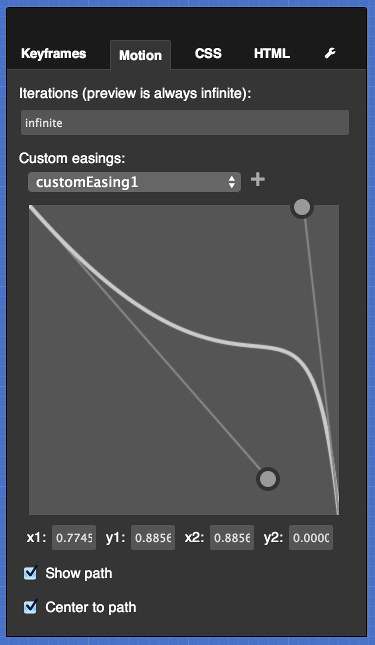 Keyframes Motion CSS HTML
Iterations (preview is always infinite):
infinite
Custom easings:
customEasing1 +
x1: 0.7745 y1: 0.8856 x2: 0.8856 y2: 0.0000
Show path
Center to path